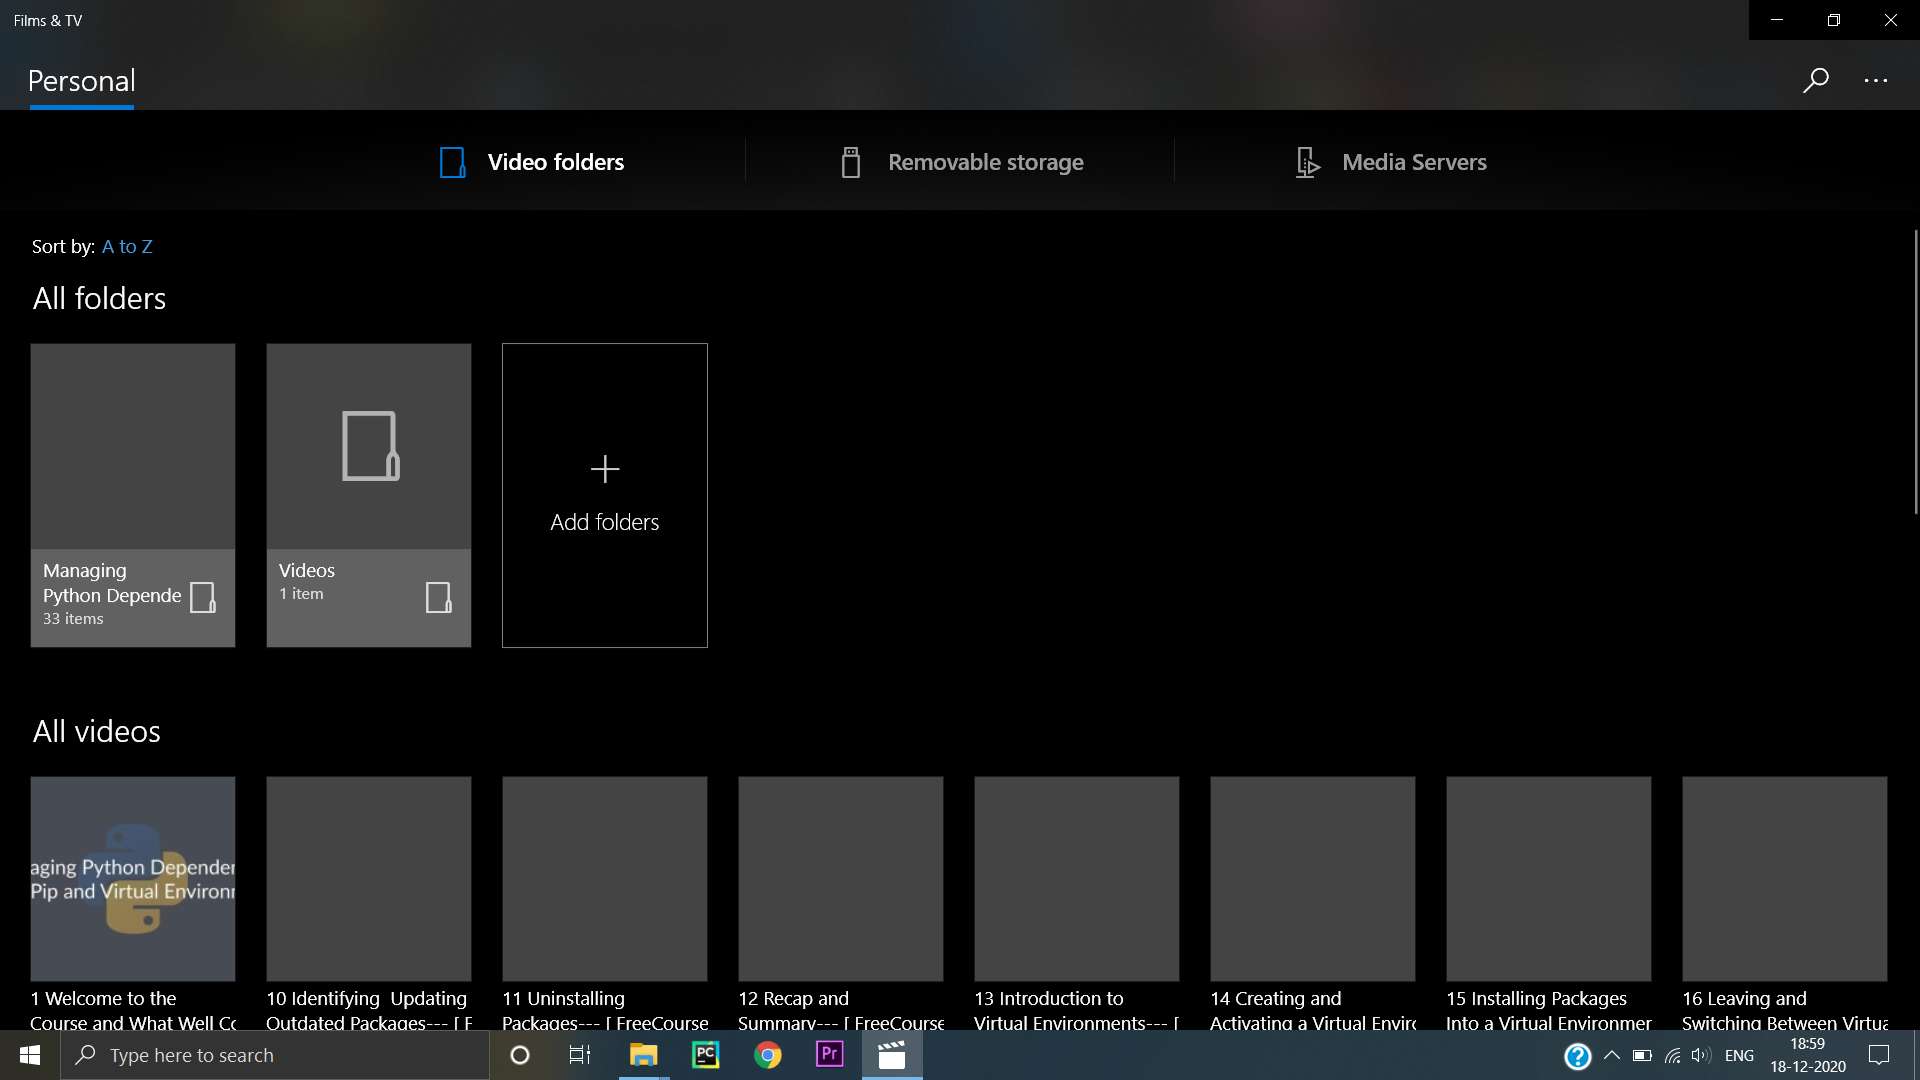 Films & TV
Personal
Video folders
Removable storage
Media Servers
Sort by: A to Z
All folders
Managing
Python Depende
33 items
Videos
1 item
Add folders
All videos
aging Python Depender
Pip and Virtual Environr
1 Welcome to the
Course and What Well Co
10 Identifying  Updating
Outdated Packages--- [ F
11 Uninstalling
Packages--- [ FreeCourse
12 Recap and
Summary--- [ FreeCourse
13 Introduction to
Virtual Environments--- [
14 Creating and
Activating a Virtual Enviro
15 Installing Packages
Into a Virtual Environmer
16 Leaving and
Switching Between Virtua
Type here to search
PC
Pr
ENG
18:59
18-12-2020